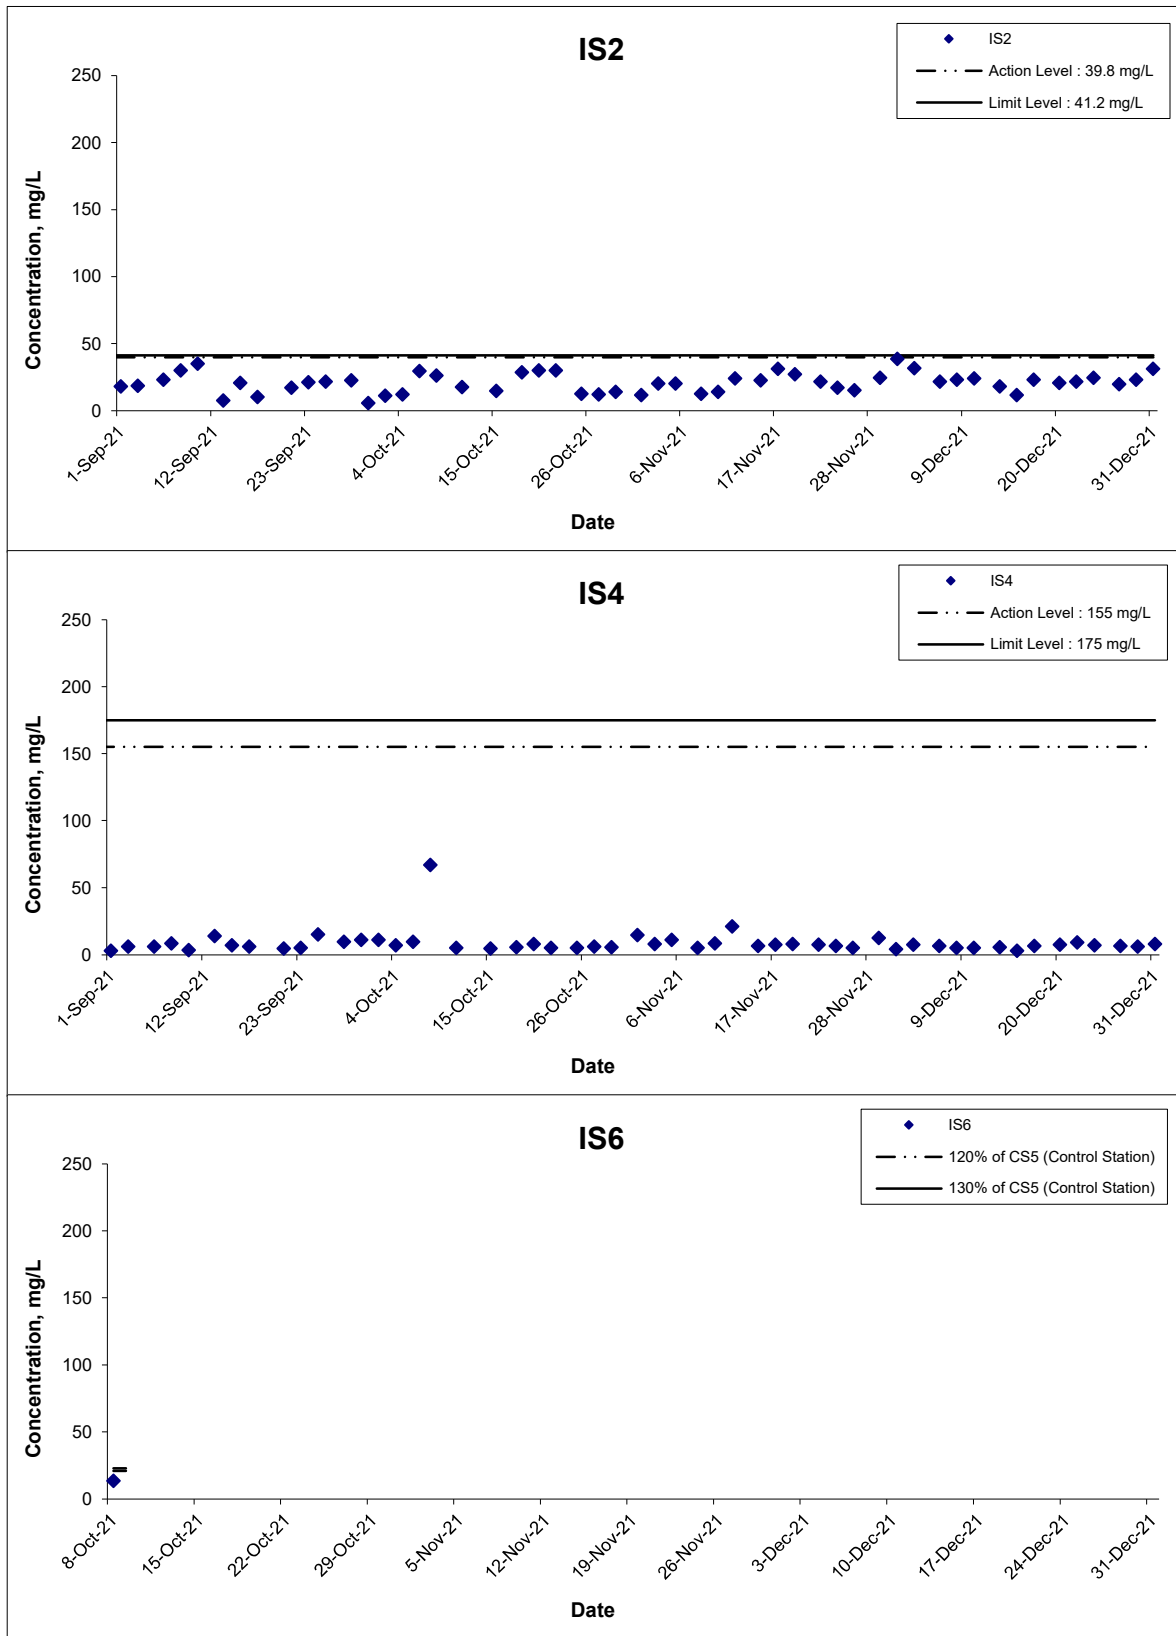 IS2
IS2
Action Level : 39.8 mg/L
Limit Level : 41.2 mg/L
Concentration, mg/L
250
200
150
100
50
0
1-Sep-21
12-Sep-21
23-Sep-21
4-Oct-21
15-Oct-21
26-Oct-21
6-Nov-21
17-Nov-21
28-Nov-21
9-Dec-21
20-Dec-21
31-Dec-21
Date
IS4
IS4
Action Level : 155 mg/L
Limit Level : 175 mg/L
Concentration, mg/L
250
200
150
100
50
0
1-Sep-21
12-Sep-21
23-Sep-21
4-Oct-21
15-Oct-21
26-Oct-21
6-Nov-21
17-Nov-21
28-Nov-21
9-Dec-21
20-Dec-21
31-Dec-21
Date
IS6
IS6
120% of CS5 (Control Station)
130% of CS5 (Control Station)
Concentration, mg/L
250
200
150
100
50
0
8-Oct-21
15-Oct-21
22-Oct-21
29-Oct-21
5-Nov-21
12-Nov-21
19-Nov-21
26-Nov-21
3-Dec-21
10-Dec-21
17-Dec-21
24-Dec-21
31-Dec-21
Date